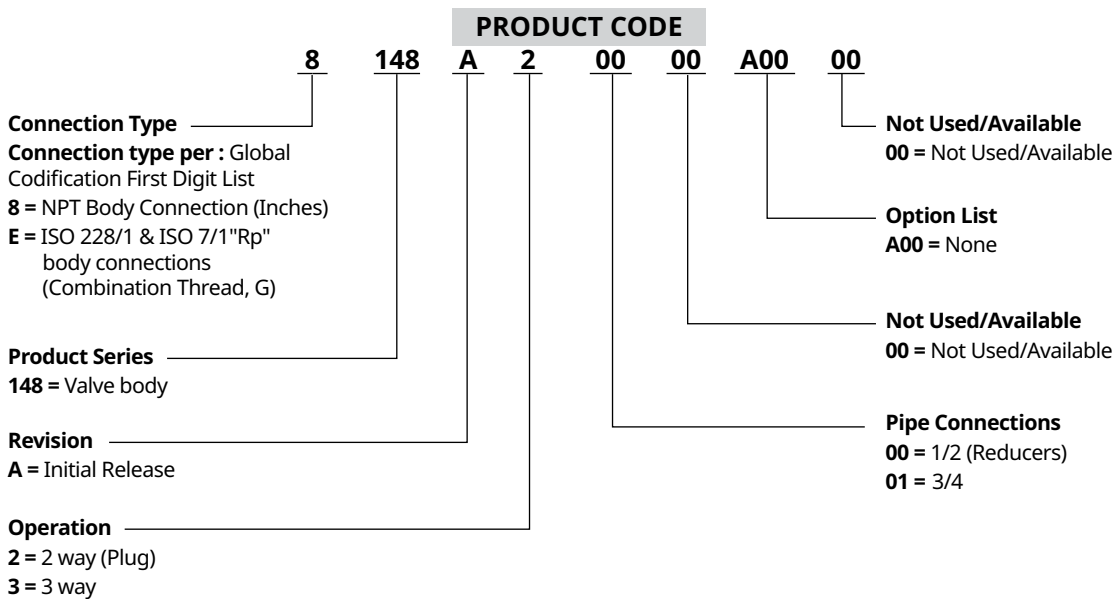 PRODUCT CODE
8 148 A 2 00 00 A00 00
Connection Type
Connection type per : Global
Codification First Digit List
8 = NPT Body Connection (Inches)
E = ISO 228/1 & ISO 7/1"Rp"
body connections
(Combination Thread, G)
Product Series
148 = Valve body
Revision
A = Initial Release
Operation
2 = 2 way (Plug)
3 = 3 way
Not Used/Available
00 = Not Used/Available
Option List
A00 = None
Not Used/Available
00 = Not Used/Available
Pipe Connections
00 = 1/2 (Reducers)
01 = 3/4